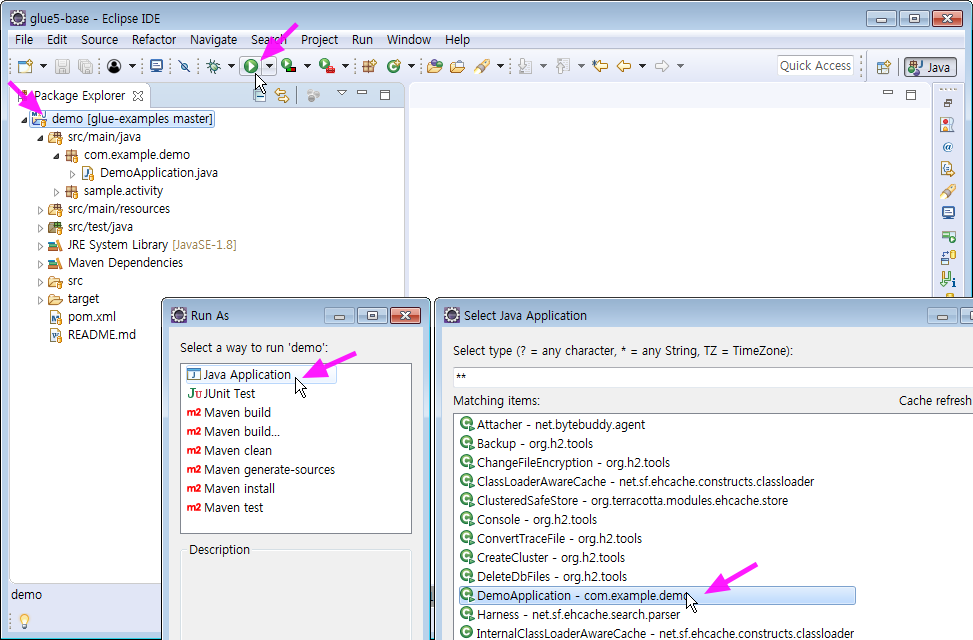 glue5-base - Eclipse IDE
File Edit Source Refactor Navigate Search Project Run Window Help
Quick Access
Java
Package Explorer
demo [glue-examples master]
src/main/java
com.example.demo
DemoApplication.java
sample.activity
src/main/resources
src/test/java
JRE System Library [JavaSE-1.8]
Maven Dependencies
src
target
pom.xml
README.md
demo
Run As
Select a way to run 'demo':
Java Application
JU JUnit Test
m2 Maven build
m2 Maven build...
m2 Maven clean
m2 Maven generate-sources
m2 Maven install
m2 Maven test
Description
Select Java Application
Select type (? = any character, * = any String, TZ = TimeZone):
**
Matching items:
Cache refresh
Attacher - net.bytebuddy.agent
Backup - org.h2.tools
ChangeFileEncryption - org.h2.tools
ClassLoaderAwareCache - net.sf.ehcache.constructs.classloader
ClusteredSafeStore - org.terracotta.modules.ehcache.store
Console - org.h2.tools
ConvertTraceFile - org.h2.tools
CreateCluster - org.h2.tools
DeleteDbFiles - org.h2.tools
DemoApplication - com.example.demo
Harness - net.sf.ehcache.search.parser
InternalClassLoaderAwareCache - net.sf.ehcache.constructs.classloader